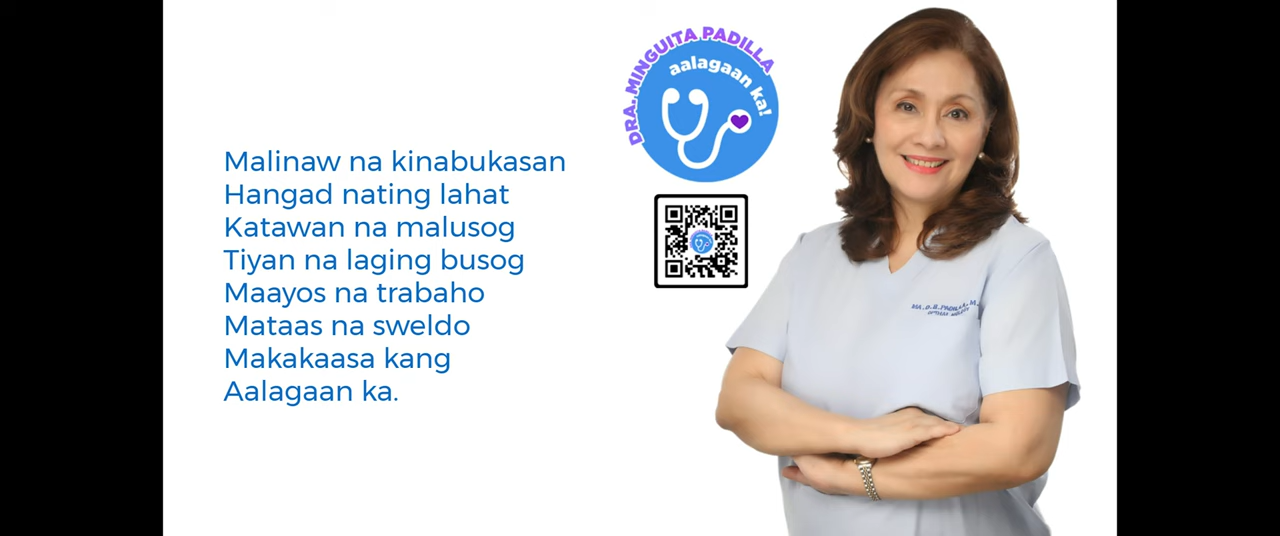 Malinaw na kinabukasan
Hangad nating lahat
Katawan na malusog
Tiyan na laging busog
Maayos na trabaho
Mataas na sweldo
Makakaasa kang
Aalagaan ka.
DRA. MINGUITA PADILLA
aalagaan ka!